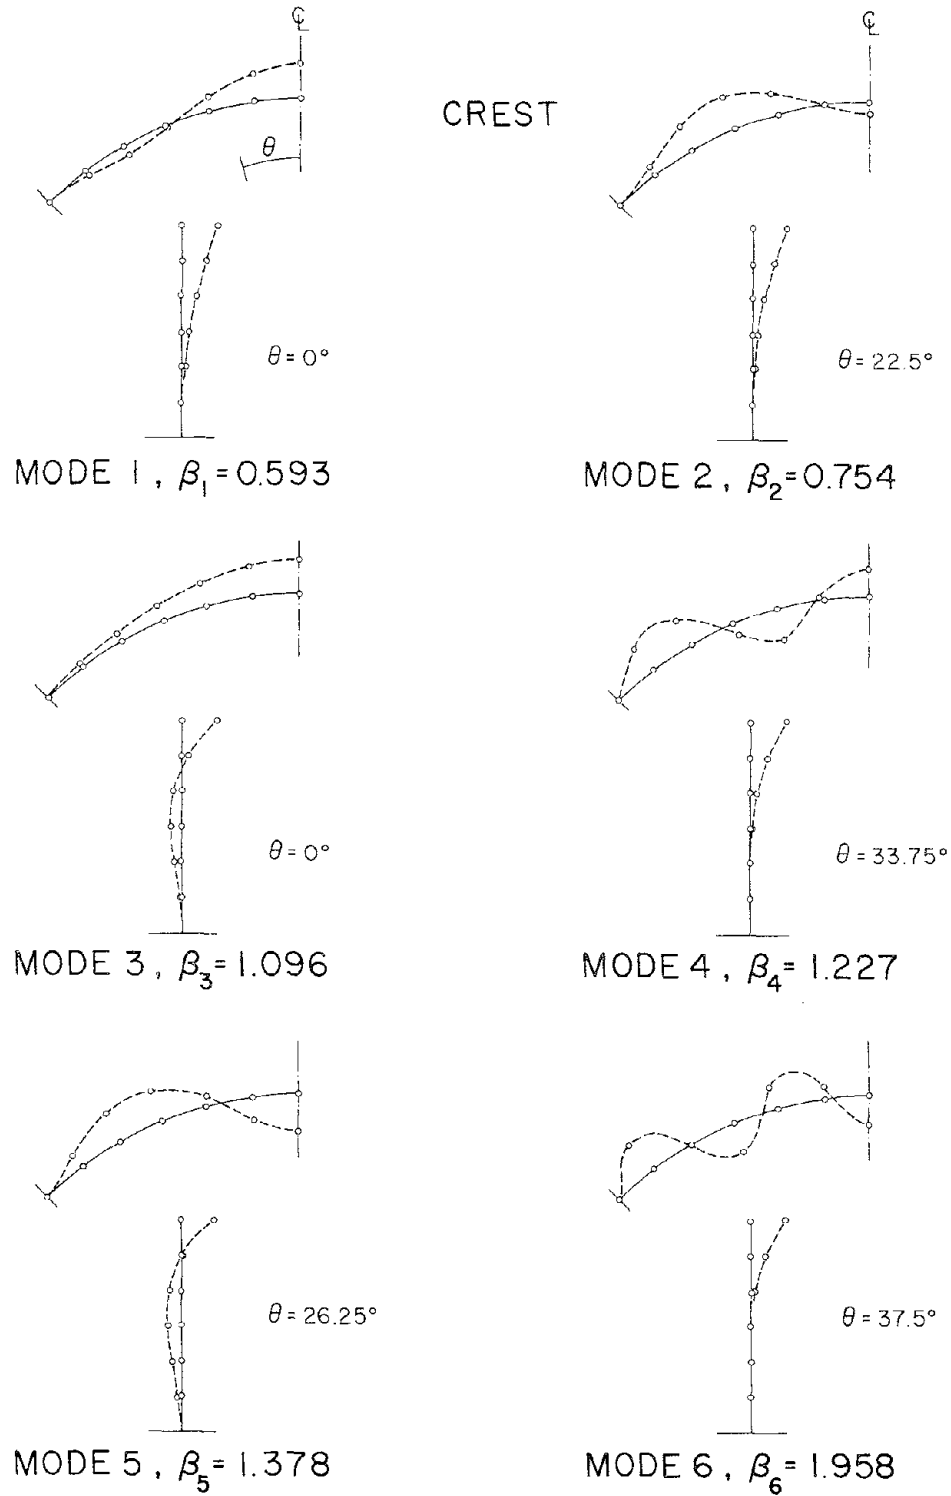 ℄
℄
CREST
θ
θ = 0°
θ = 22.5°
MODE 1 , β₁ = 0.593
MODE 2 , β₂ = 0.754
θ = 0°
θ = 33.75°
MODE 3 , β₃ = 1.096
MODE 4 , β₄ = 1.227
θ = 26.25°
θ = 37.5°
MODE 5 , β₅ = 1.378
MODE 6 , β₆ = 1.958